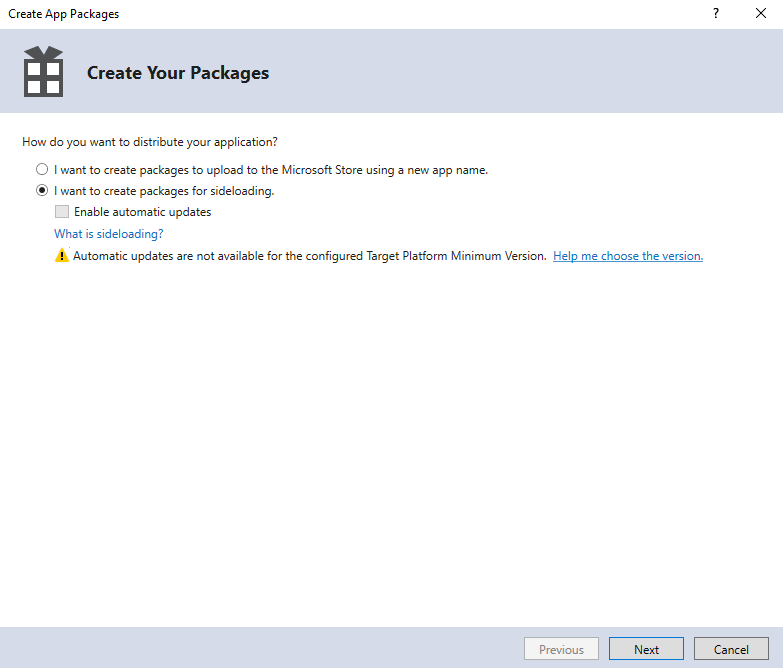 Create App Packages
?
Create Your Packages
How do you want to distribute your application?
I want to create packages to upload to the Microsoft Store using a new app name.
I want to create packages for sideloading.
Enable automatic updates
What is sideloading?
Automatic updates are not available for the configured Target Platform Minimum Version. Help me choose the version.
Previous Next Cancel